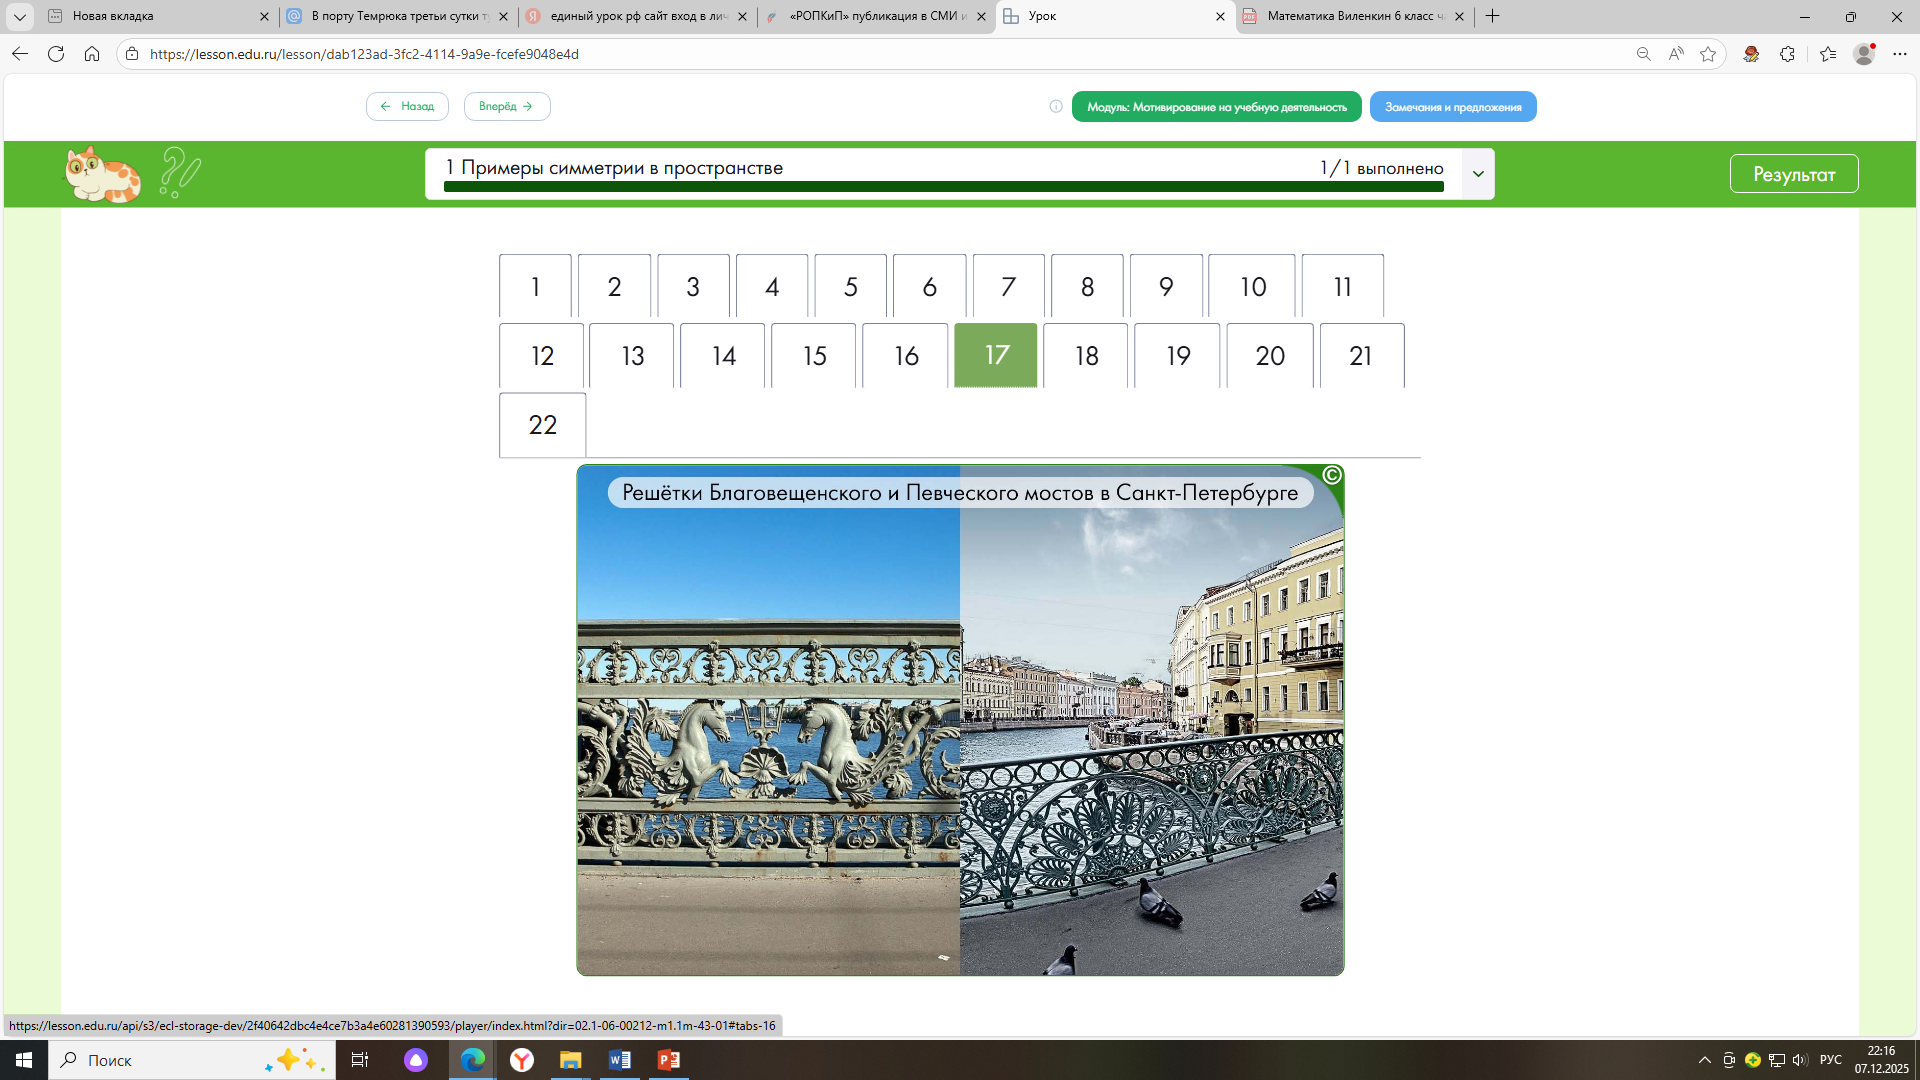 Новая вкладка
В порту Темрюка третьи сутки ту
единый урок рф сайт вход в лич
«РОПКиП» публикация в СМИ и
Урок
Математика Виленкин 6 класс ча
https://lesson.edu.ru/lesson/dab123ad-3fc2-4114-9a9e-fcefe9048e4d
Назад
Вперёд
Модуль: Мотивирование на учебную деятельность
Замечания и предложения
1 Примеры симметрии в пространстве
1/1 выполнено
Результат
1 2 3 4 5 6 7 8 9 10 11
12 13 14 15 16 17 18 19 20 21
22
Решётки Благовещенского и Певческого мостов в Санкт-Петербурге
©
https://lesson.edu.ru/api/s3/ecl-storage-dev/2f40642dbc4e4ce7b3a4e60281390593/player/index.html?dir=02.1-06-00212-m1.1m-43-01#tabs-16
Поиск
РУС
22:16
07.12.2025